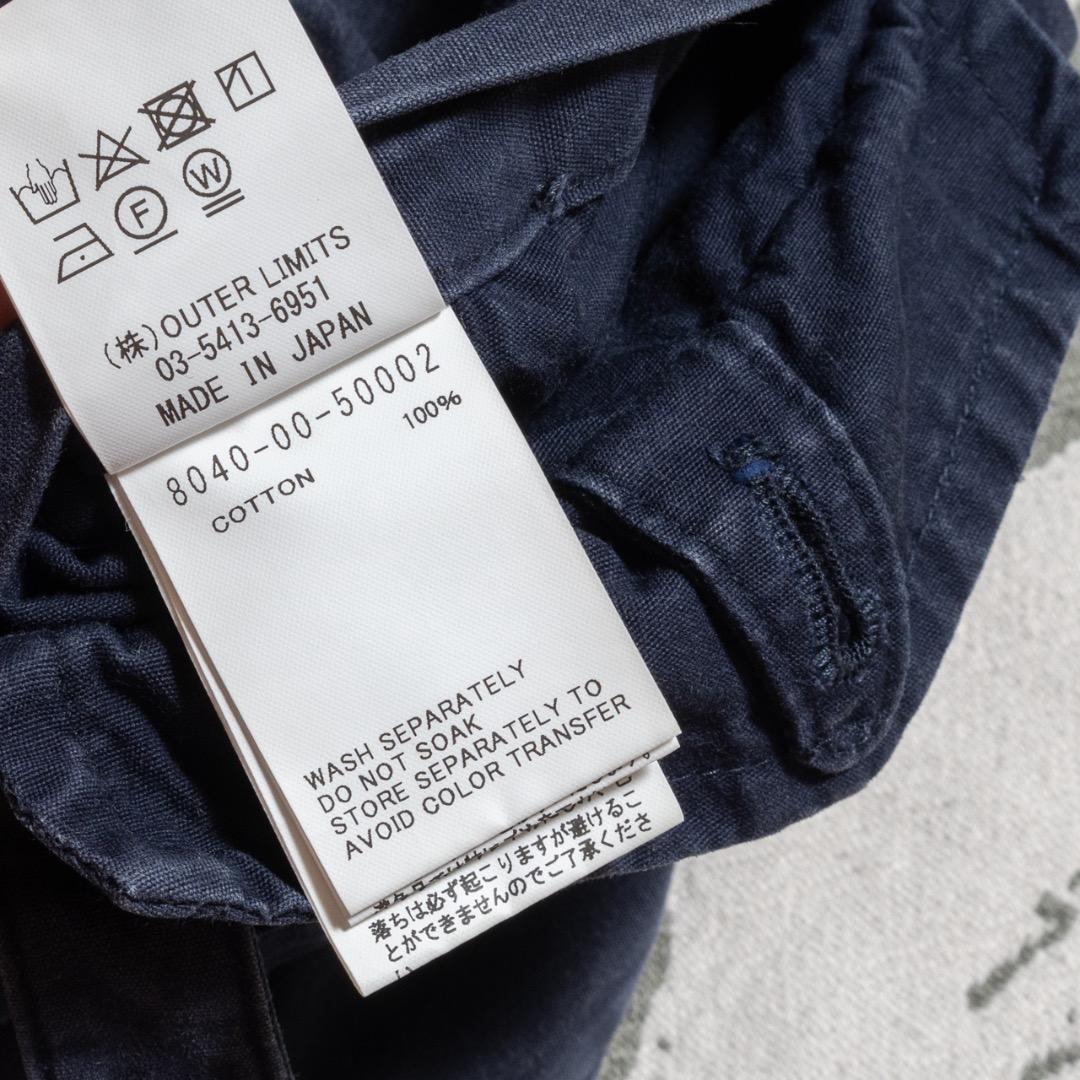 F
W
(株)OUTER LIMITS
03-5413-6951
MADE IN JAPAN
8040-00-50002
100%
COTTON
WASH SEPARATELY
DO NOT SOAK
STORE SEPARATELY TO
AVOID COLOR TRANSFER
落ちは必ず起こりますが避けるこ
とができませんのでご了承くださ
い